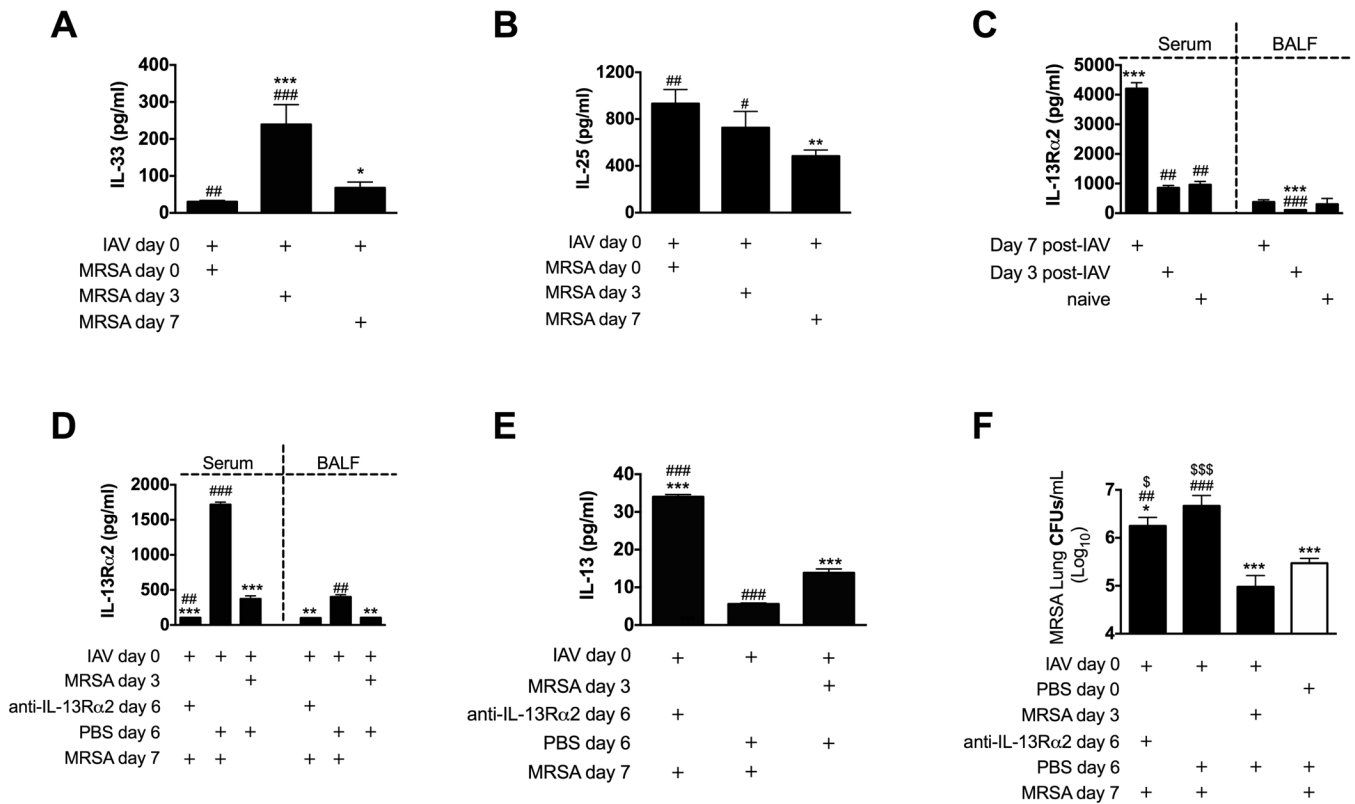 A
IL-33 (pg/ml)
400
300
200
100
0
##
***
###
*
IAV day 0 + + +
MRSA day 0 +
MRSA day 3 +
MRSA day 7 +
B
IL-25 (pg/ml)
1200
800
400
0
##
#
**
IAV day 0 + + +
MRSA day 0 +
MRSA day 3 +
MRSA day 7 +
C
Serum BALF
IL-13Rα2 (pg/ml)
5000
4000
3000
2000
1000
0
***
## ##
***
###
Day 7 post-IAV + +
Day 3 post-IAV + +
naive + +
D
Serum BALF
IL-13Rα2 (pg/ml)
2000
1500
1000
500
0
##
***
###
***
**
##
**
IAV day 0 + + + + + +
MRSA day 3 + +
anti-IL-13Rα2 day 6 + +
PBS day 6 + + + +
MRSA day 7 + + + +
E
IL-13 (pg/ml)
40
30
20
10
0
###
***
###
***
IAV day 0 + + +
MRSA day 3 +
anti-IL-13Rα2 day 6 +
PBS day 6 + +
MRSA day 7 + +
F
MRSA Lung CFUs/mL
(Log10)
7
6
5
4
$
##
*
$$$
###
***
***
IAV day 0 + + +
PBS day 0 +
MRSA day 3 +
anti-IL-13Rα2 day 6 +
PBS day 6 + + +
MRSA day 7 + + +